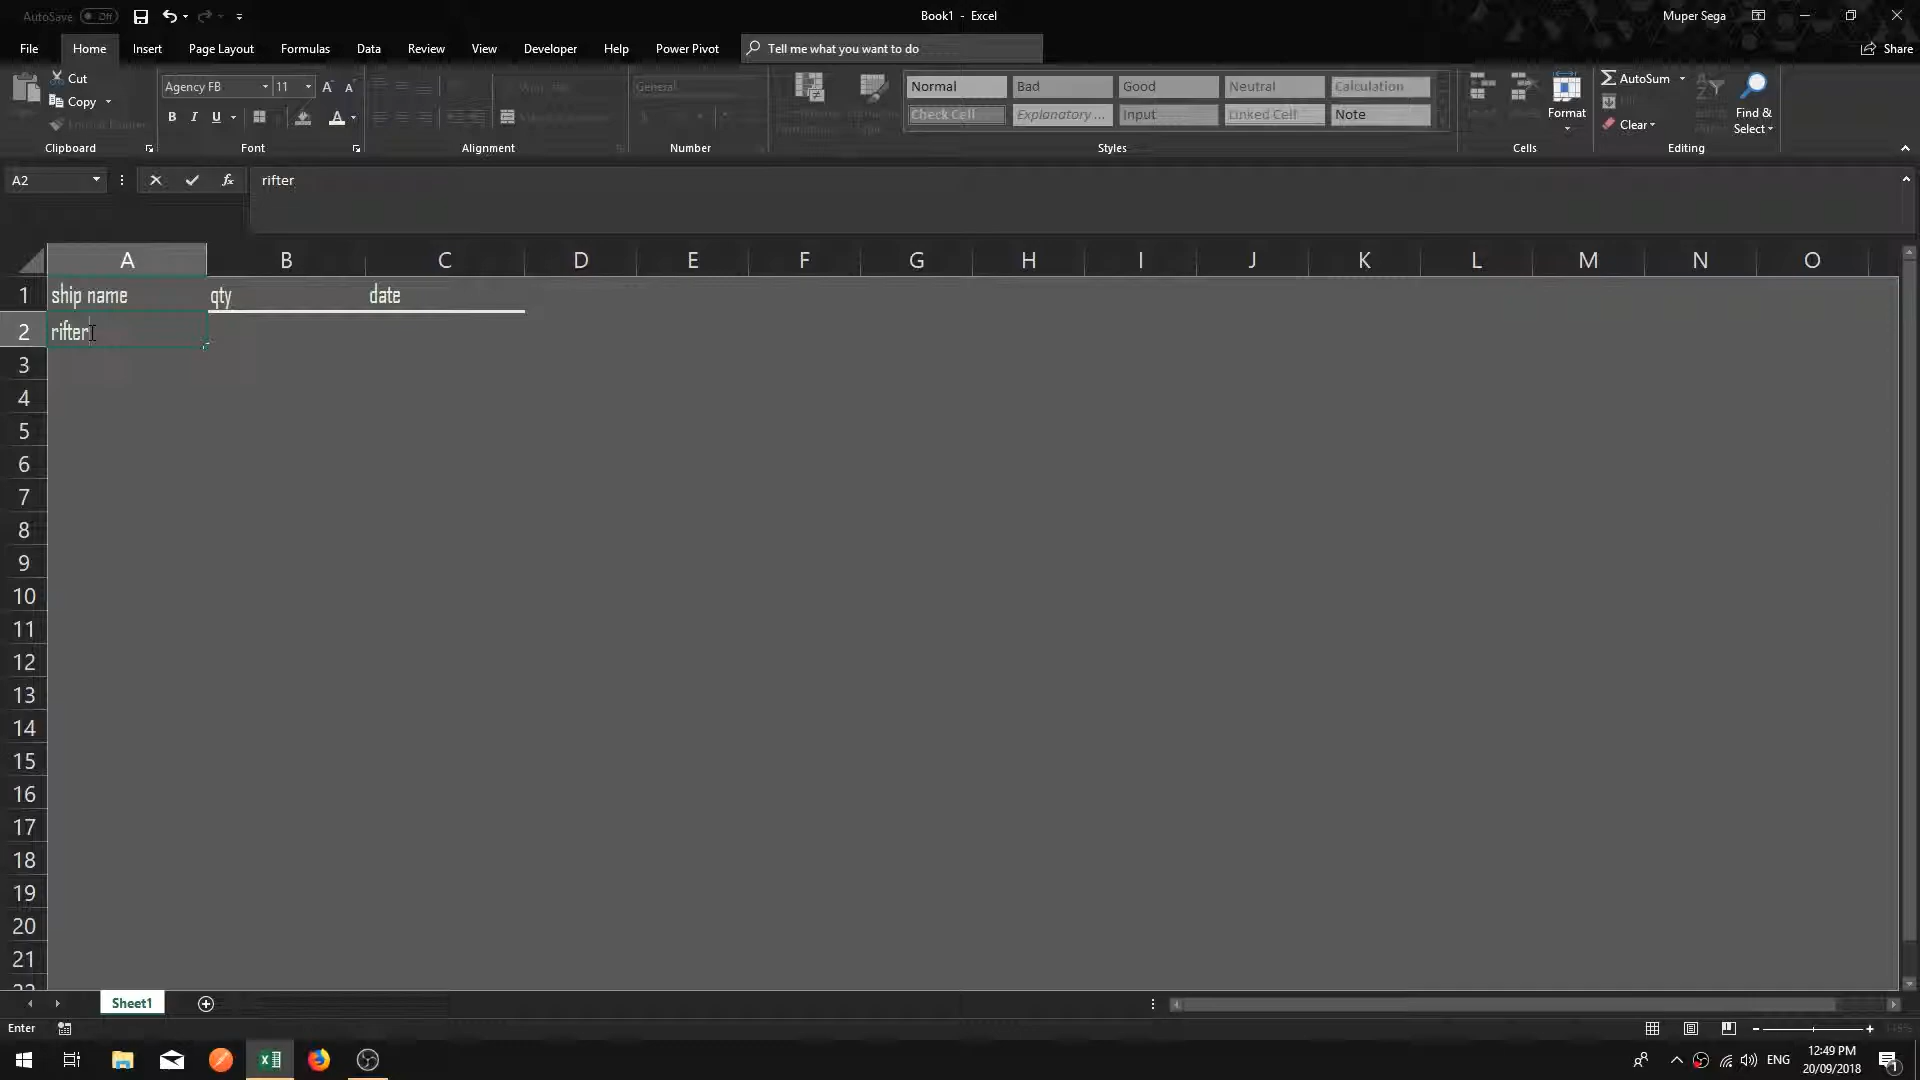 AutoSave Off
Book1 - Excel
Muper Sega
File Home Insert Page Layout Formulas Data Review View Developer Help Power Pivot Tell me what you want to do Share
Cut
Copy
Agency FB 11
General
B I U
Normal Bad Good Neutral Calculation
Check Cell Explanatory ... Input Linked Cell Note
Format
AutoSum
Clear
Find &
Select
Clipboard Font Alignment Number Styles Cells Editing
A2 fx rifter
A B C D E F G H I J K L M N O
1 ship name qty date
2 rifter
3
4
5
6
7
8
9
10
11
12
13
14
15
16
17
18
19
20
21
22
Sheet1
Enter
ENG
12:49 PM
20/09/2018
1